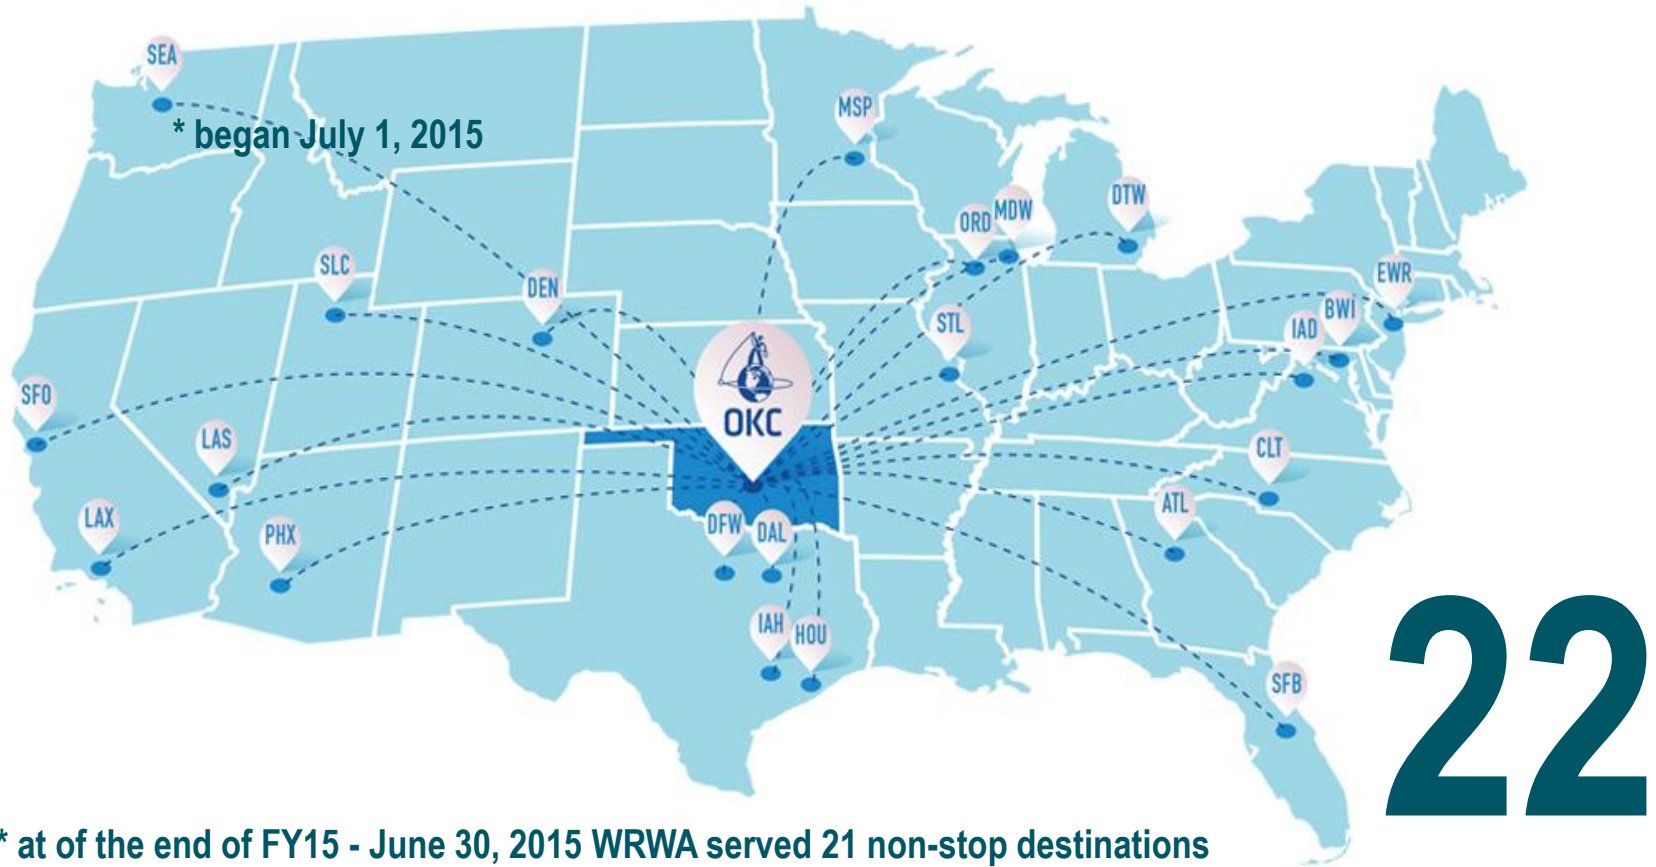 SEA
* began July 1, 2015
MSP
DTW
ORD
MDW
SLC
DEN
EWR
BWI
IAD
STL
SFO
LAS
OKC
CLT
LAX
PHX
DFW
DAL
ATL
IAH
HOU
SFB
22
* at of the end of FY15 - June 30, 2015 WRWA served 21 non-stop destinations